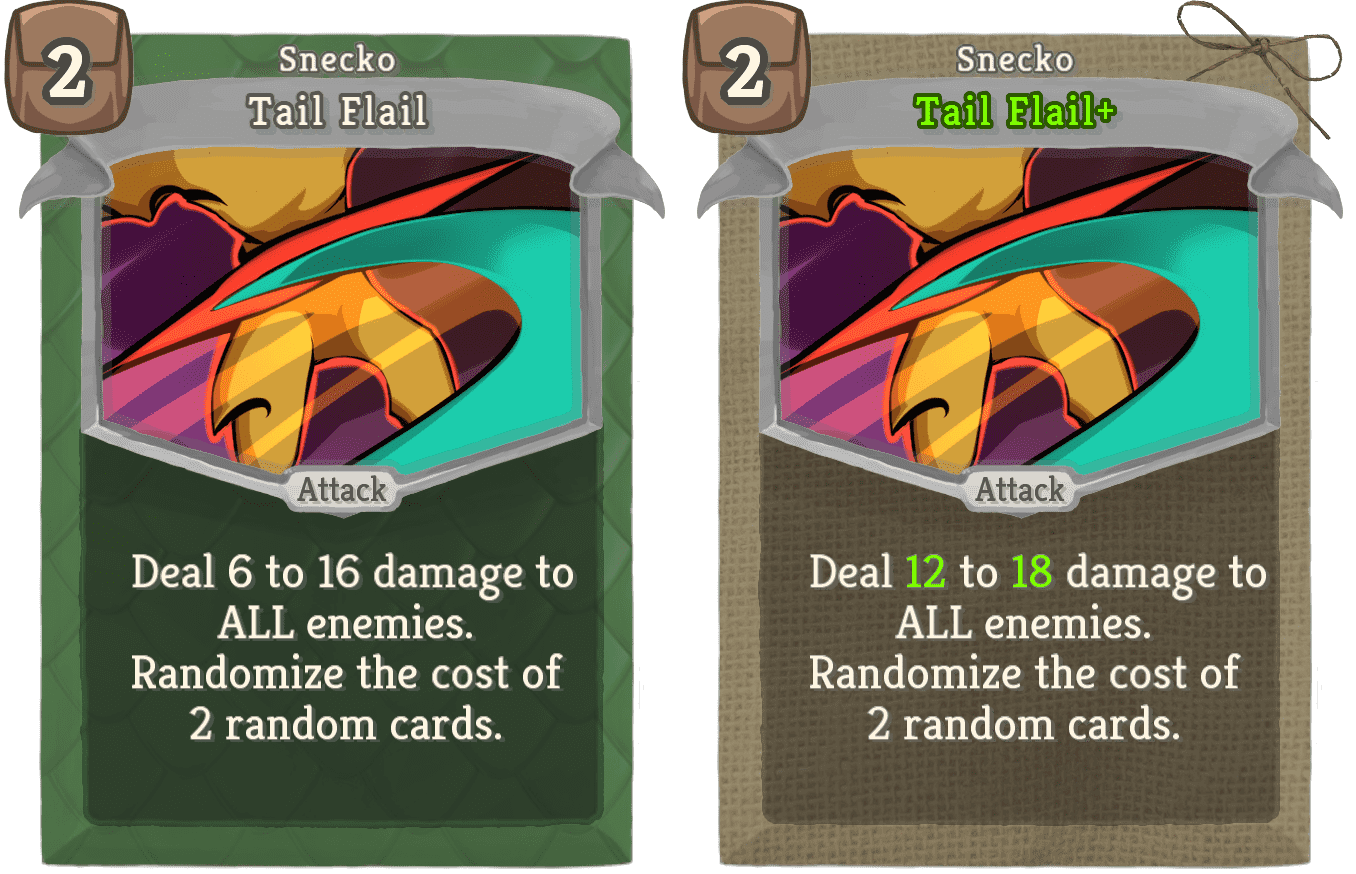 2
Snecko
Tail Flail
Attack
Deal 6 to 16 damage to
ALL enemies.
Randomize the cost of
2 random cards.
2
Snecko
Tail Flail+
Attack
Deal 12 to 18 damage to
ALL enemies.
Randomize the cost of
2 random cards.